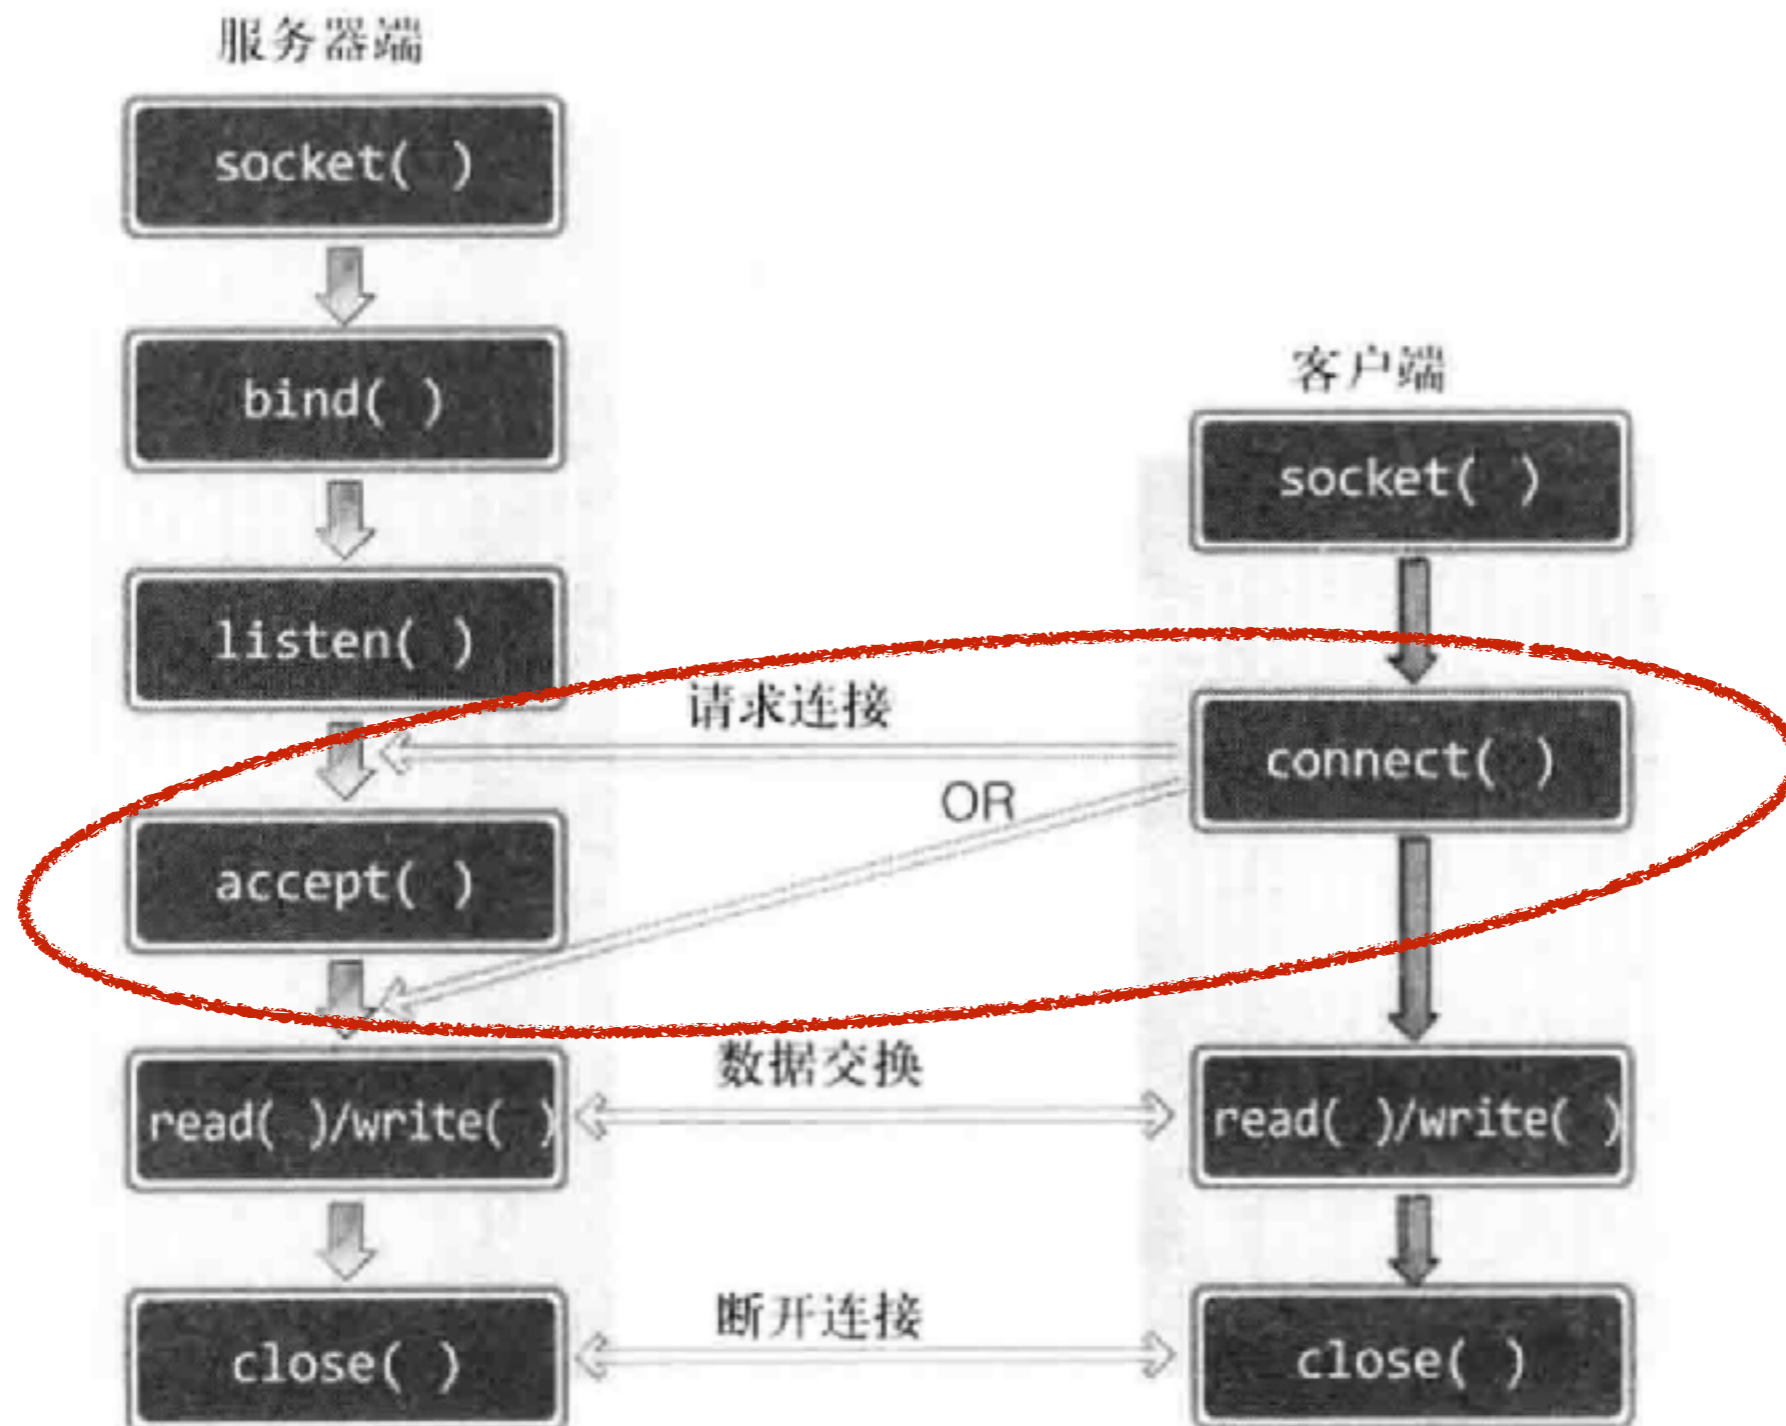 服务器端
socket( )
bind( )
客户端
socket( )
listen( )
请求连接
connect( )
OR
accept( )
数据交换
read( )/write( )
read( )/write( )
断开连接
close( )
close( )